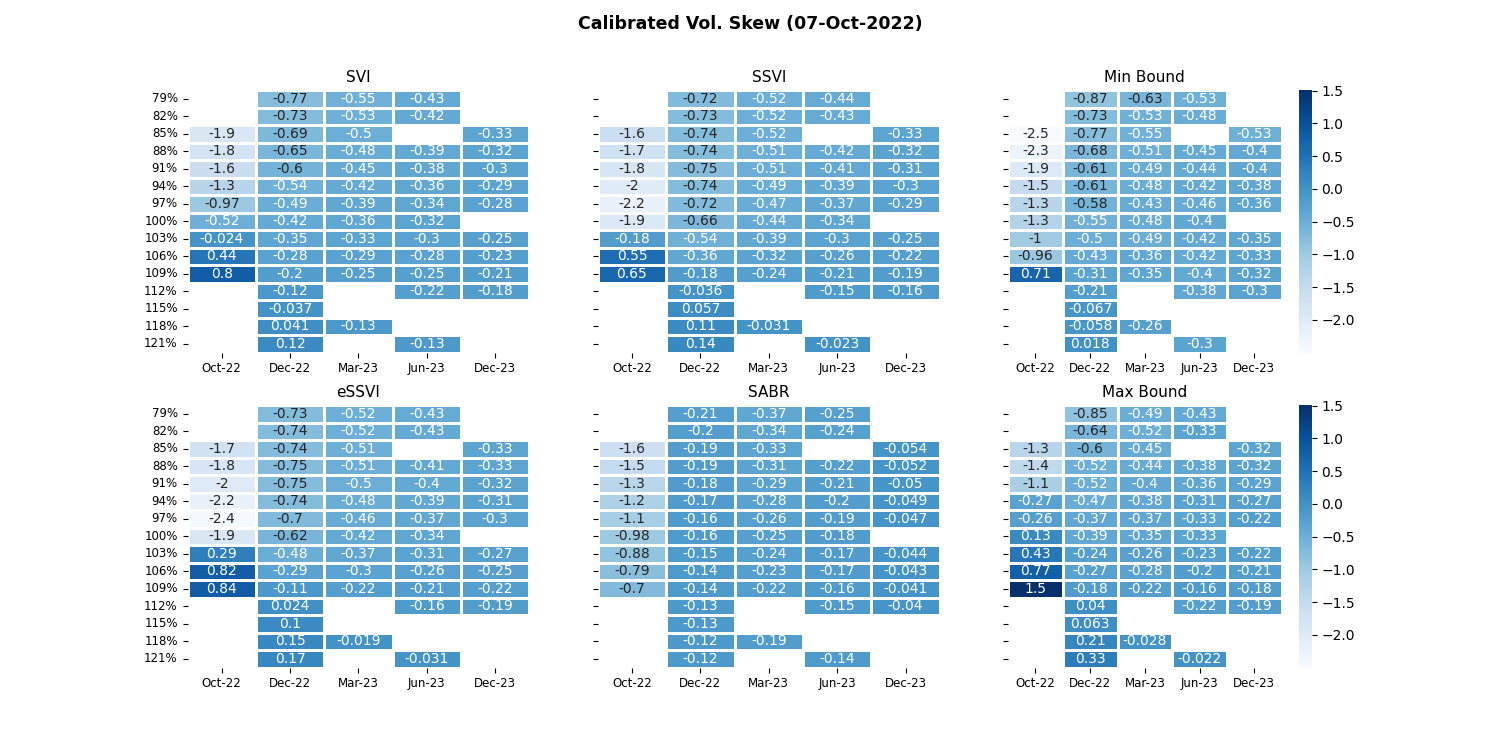 Calibrated Vol. Skew (07-Oct-2022)
SVI
79% -0.77 -0.55 -0.43
82% -0.73 -0.53 -0.42
85% -1.9 -0.69 -0.5 -0.33
88% -1.8 -0.65 -0.48 -0.39 -0.32
91% -1.6 -0.6 -0.45 -0.38 -0.3
94% -1.3 -0.54 -0.42 -0.36 -0.29
97% -0.97 -0.49 -0.39 -0.34 -0.28
100% -0.52 -0.42 -0.36 -0.32
103% -0.024 -0.35 -0.33 -0.3 -0.25
106% 0.44 -0.28 -0.29 -0.28 -0.23
109% 0.8 -0.2 -0.25 -0.25 -0.21
112% -0.12 -0.22 -0.18
115% -0.037
118% 0.041 -0.13
121% 0.12 -0.13
Oct-22 Dec-22 Mar-23 Jun-23 Dec-23
SSVI
-0.72 -0.52 -0.44
-0.73 -0.52 -0.43
-1.6 -0.74 -0.52 -0.33
-1.7 -0.74 -0.51 -0.42 -0.32
-1.8 -0.75 -0.51 -0.41 -0.31
-2 -0.74 -0.49 -0.39 -0.3
-2.2 -0.72 -0.47 -0.37 -0.29
-1.9 -0.66 -0.44 -0.34
-0.18 -0.54 -0.39 -0.3 -0.25
0.55 -0.36 -0.32 -0.26 -0.22
0.65 -0.18 -0.24 -0.21 -0.19
-0.036 -0.15 -0.16
0.057
0.11 -0.031
0.14 -0.023
Oct-22 Dec-22 Mar-23 Jun-23 Dec-23
Min Bound
-0.87 -0.63 -0.53
-0.73 -0.53 -0.48
-2.5 -0.77 -0.55 -0.53
-2.3 -0.68 -0.51 -0.45 -0.4
-1.9 -0.61 -0.49 -0.44 -0.4
-1.5 -0.61 -0.48 -0.42 -0.38
-1.3 -0.58 -0.43 -0.46 -0.36
-1.3 -0.55 -0.48 -0.4
-1 -0.5 -0.49 -0.42 -0.35
-0.96 -0.43 -0.36 -0.42 -0.33
0.71 -0.31 -0.35 -0.4 -0.32
-0.21 -0.38 -0.3
-0.067
-0.058 -0.26
0.018 -0.3
Oct-22 Dec-22 Mar-23 Jun-23 Dec-23
1.5
1.0
0.5
0.0
−0.5
−1.0
−1.5
−2.0
eSSVI
79% -0.73 -0.52 -0.43
82% -0.74 -0.52 -0.43
85% -1.7 -0.74 -0.51 -0.33
88% -1.8 -0.75 -0.51 -0.41 -0.33
91% -2 -0.75 -0.5 -0.4 -0.32
94% -2.2 -0.74 -0.48 -0.39 -0.31
97% -2.4 -0.7 -0.46 -0.37 -0.3
100% -1.9 -0.62 -0.42 -0.34
103% 0.29 -0.48 -0.37 -0.31 -0.27
106% 0.82 -0.29 -0.3 -0.26 -0.25
109% 0.84 -0.11 -0.22 -0.21 -0.22
112% 0.024 -0.16 -0.19
115% 0.1
118% 0.15 -0.019
121% 0.17 -0.031
Oct-22 Dec-22 Mar-23 Jun-23 Dec-23
SABR
-0.21 -0.37 -0.25
-0.2 -0.34 -0.24
-1.6 -0.19 -0.33 -0.054
-1.5 -0.19 -0.31 -0.22 -0.052
-1.3 -0.18 -0.29 -0.21 -0.05
-1.2 -0.17 -0.28 -0.2 -0.049
-1.1 -0.16 -0.26 -0.19 -0.047
-0.98 -0.16 -0.25 -0.18
-0.88 -0.15 -0.24 -0.17 -0.044
-0.79 -0.14 -0.23 -0.17 -0.043
-0.7 -0.14 -0.22 -0.16 -0.041
-0.13 -0.15 -0.04
-0.13
-0.12 -0.19
-0.12 -0.14
Oct-22 Dec-22 Mar-23 Jun-23 Dec-23
Max Bound
-0.85 -0.49 -0.43
-0.64 -0.52 -0.33
-1.3 -0.6 -0.45 -0.32
-1.4 -0.52 -0.44 -0.38 -0.32
-1.1 -0.52 -0.4 -0.36 -0.29
-0.27 -0.47 -0.38 -0.31 -0.27
-0.26 -0.37 -0.37 -0.33 -0.22
0.13 -0.39 -0.35 -0.33
0.43 -0.24 -0.26 -0.23 -0.22
0.77 -0.27 -0.28 -0.2 -0.21
1.5 -0.18 -0.22 -0.16 -0.18
0.04 -0.22 -0.19
0.063
0.21 -0.028
0.33 -0.022
Oct-22 Dec-22 Mar-23 Jun-23 Dec-23
1.5
1.0
0.5
0.0
−0.5
−1.0
−1.5
−2.0